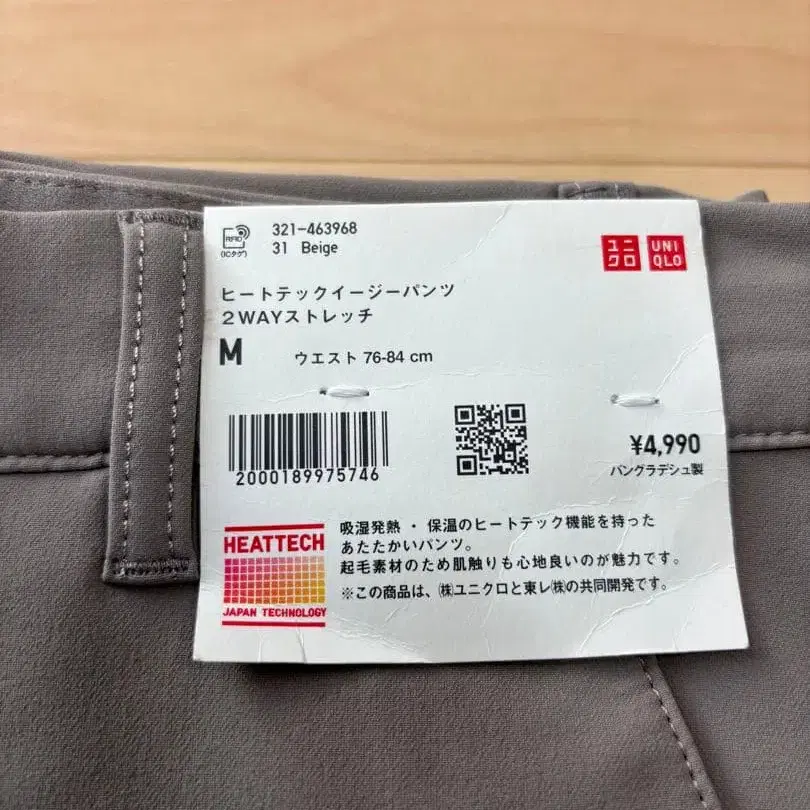 RFID
(ICタグ)
321-463968
31 Beige
ユニクロ
UNIQLO
ヒートテックイージーパンツ
2WAYストレッチ
M ウエスト 76-84 cm
2000189975746
¥4,990
バングラデシュ製
HEATTECH
JAPAN TECHNOLOGY
吸湿発熱・保温のヒートテック機能を持った
あたたかいパンツ。
起毛素材のため肌触りも心地良いのが魅力です。
※この商品は、㈱ユニクロと東レ㈱の共同開発です。